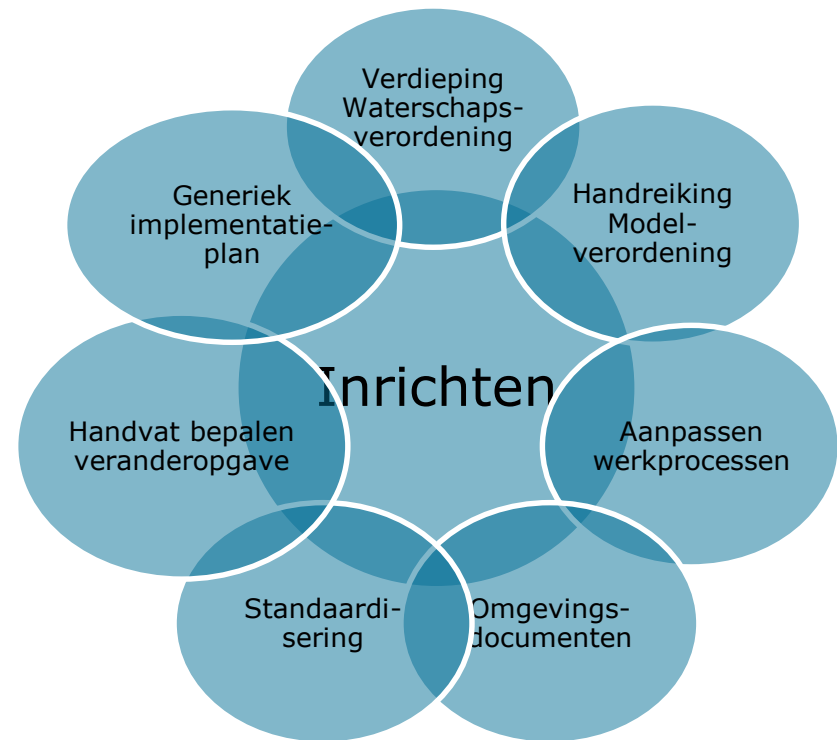 Verdieping
Waterschaps-
verordening
Handreiking
Model-
verordening
Aanpassen
werkprocessen
Omgevings-
documenten
Standaardi-
sering
Handvat bepalen
veranderopgave
Generiek
implementatie-
plan
Inrichten